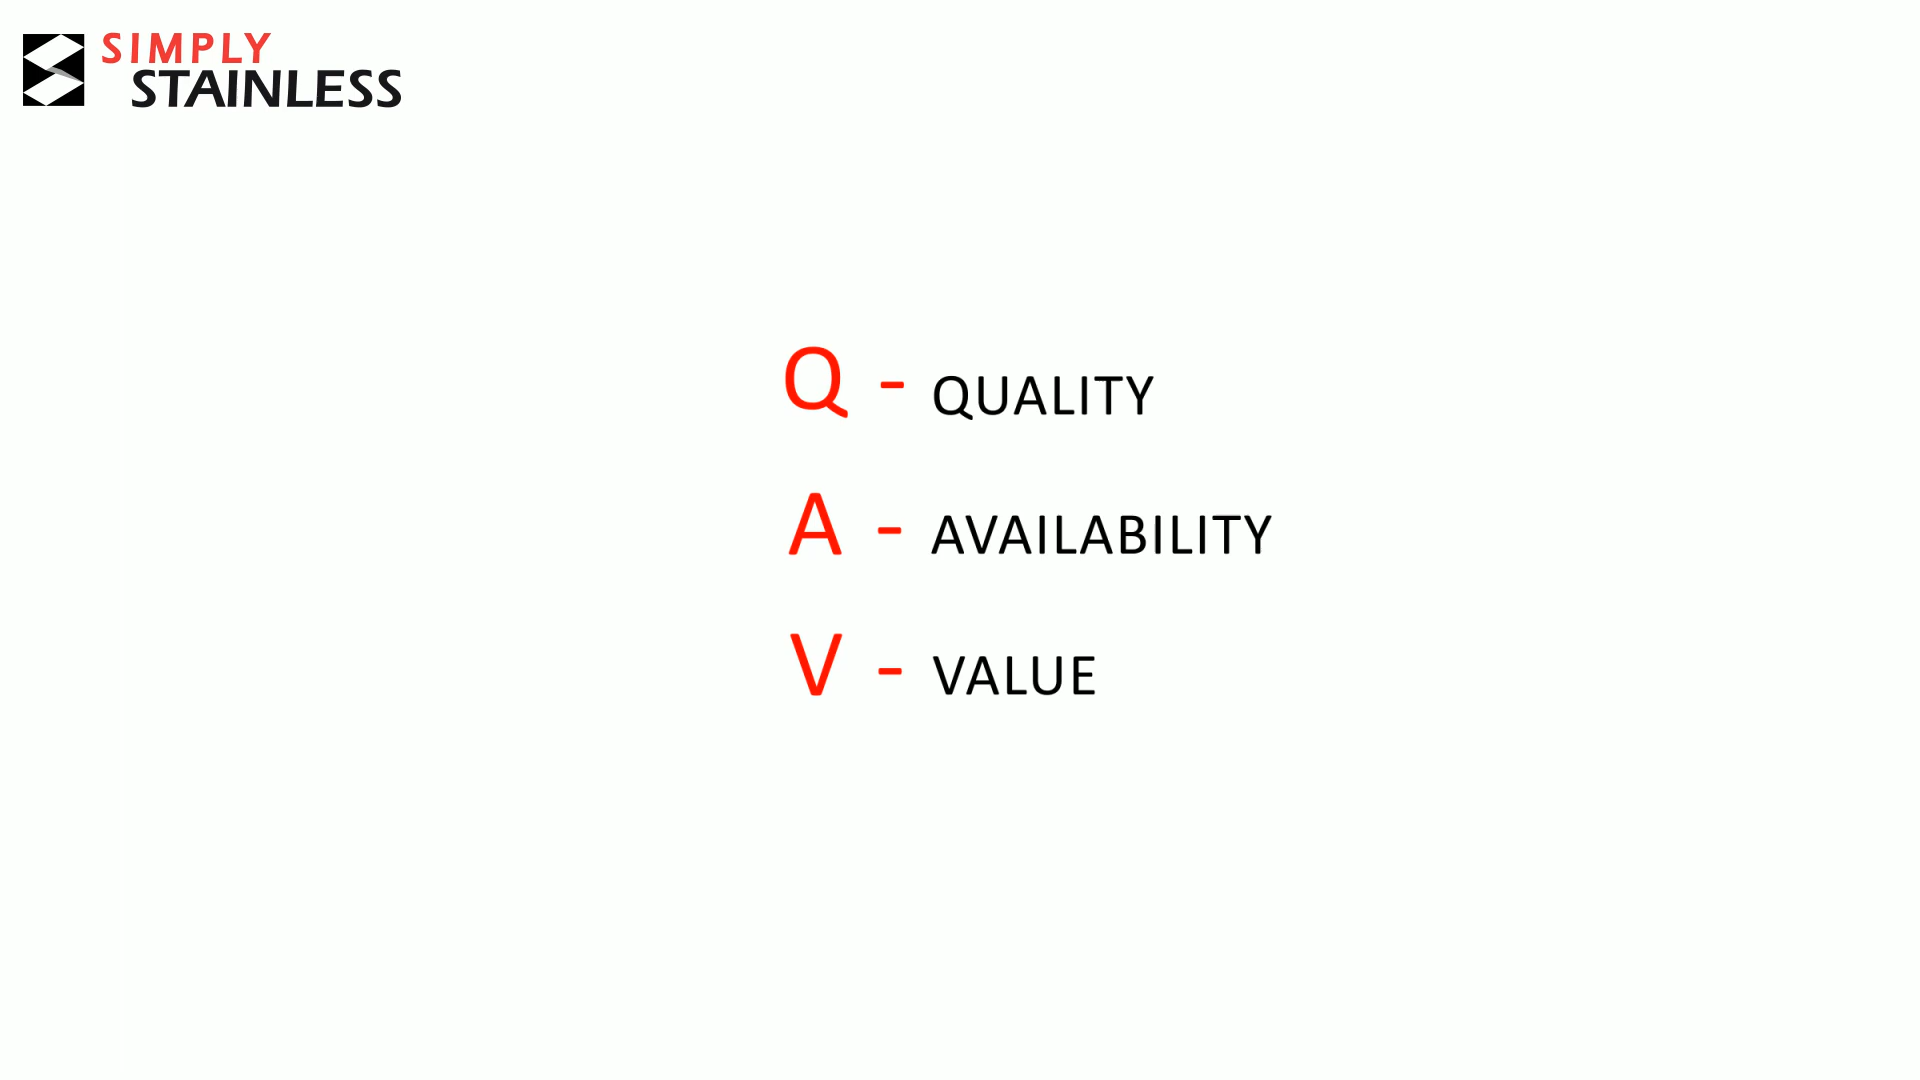 SIMPLY
STAINLESS
Q - QUALITY
A - AVAILABILITY
V - VALUE